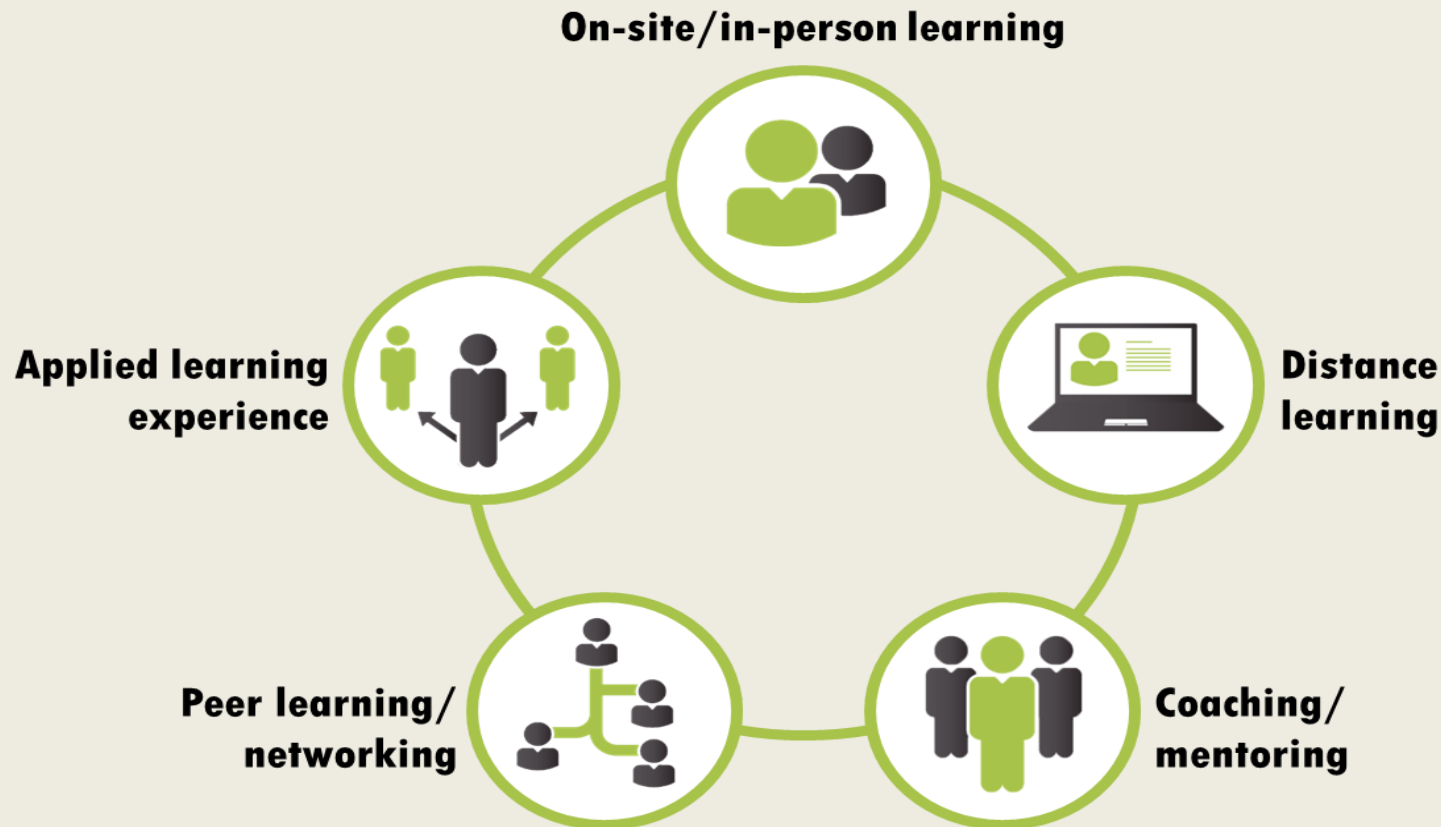 On-site/in-person learning
Applied learning
experience
Distance
learning
Peer learning/
networking
Coaching/
mentoring